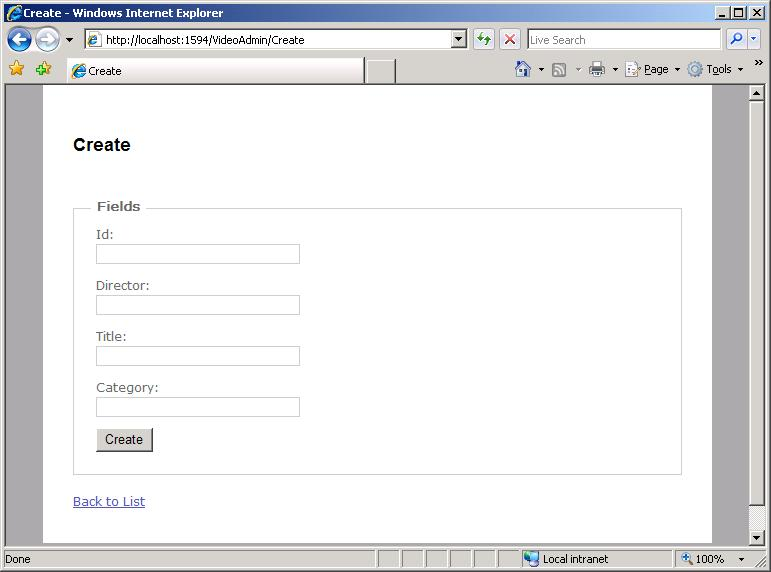 Create - Windows Internet Explorer
http://localhost:1594/VideoAdmin/Create
Live Search
Create
Page
Tools
Create
Fields
Id:
Director:
Title:
Category:
Create
Back to List
Done
Local intranet
100%